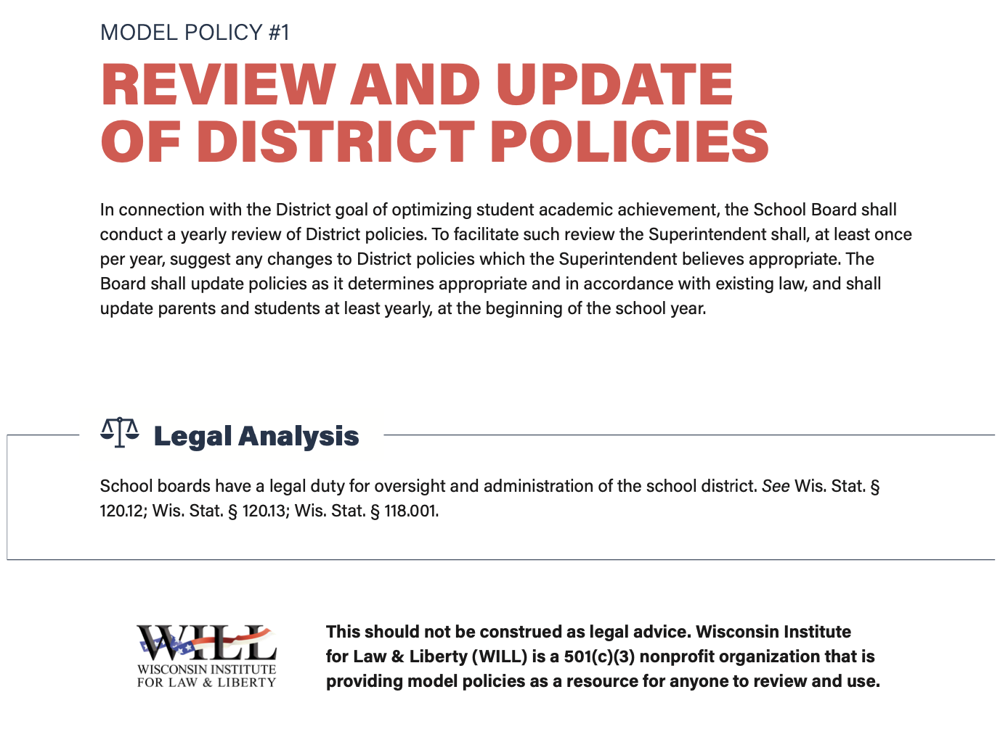 MODEL POLICY #1
REVIEW AND UPDATE
OF DISTRICT POLICIES
In connection with the District goal of optimizing student academic achievement, the School Board shall
conduct a yearly review of District policies. To facilitate such review the Superintendent shall, at least once
per year, suggest any changes to District policies which the Superintendent believes appropriate. The
Board shall update policies as it determines appropriate and in accordance with existing law, and shall
update parents and students at least yearly, at the beginning of the school year.
Legal Analysis
School boards have a legal duty for oversight and administration of the school district. See Wis. Stat. §
120.12; Wis. Stat. § 120.13; Wis. Stat. § 118.001.
WILL
WISCONSIN INSTITUTE
FOR LAW & LIBERTY
This should not be construed as legal advice. Wisconsin Institute
for Law & Liberty (WILL) is a 501(c)(3) nonprofit organization that is
providing model policies as a resource for anyone to review and use.